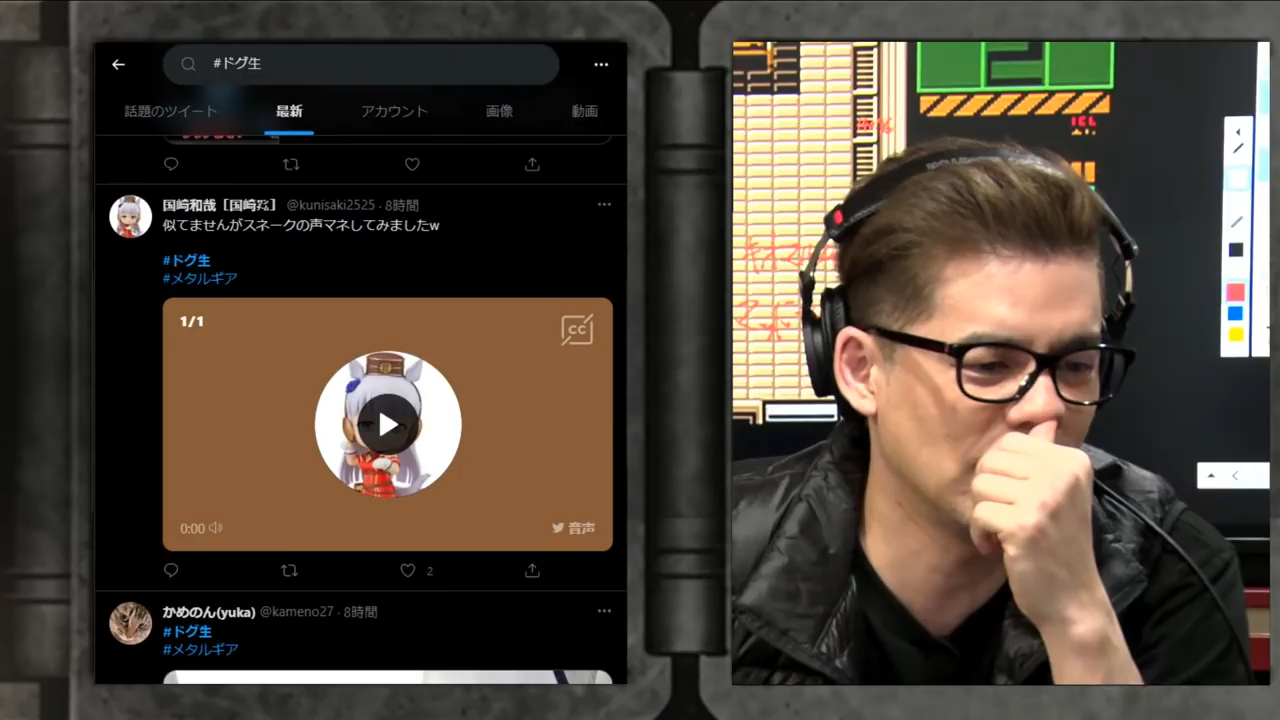 #ドグ生
話題のツイート 最新 アカウント 画像 動画
国崎和哉［国崎☈］ @kunisaki2525 · 8時間
似てませんがスネークの声マネしてみましたw
#ドグ生
#メタルギア
1/1
CC
0:00
音声
2
かめのん(yuka) @kameno27 · 8時間
#ドグ生
#メタルギア